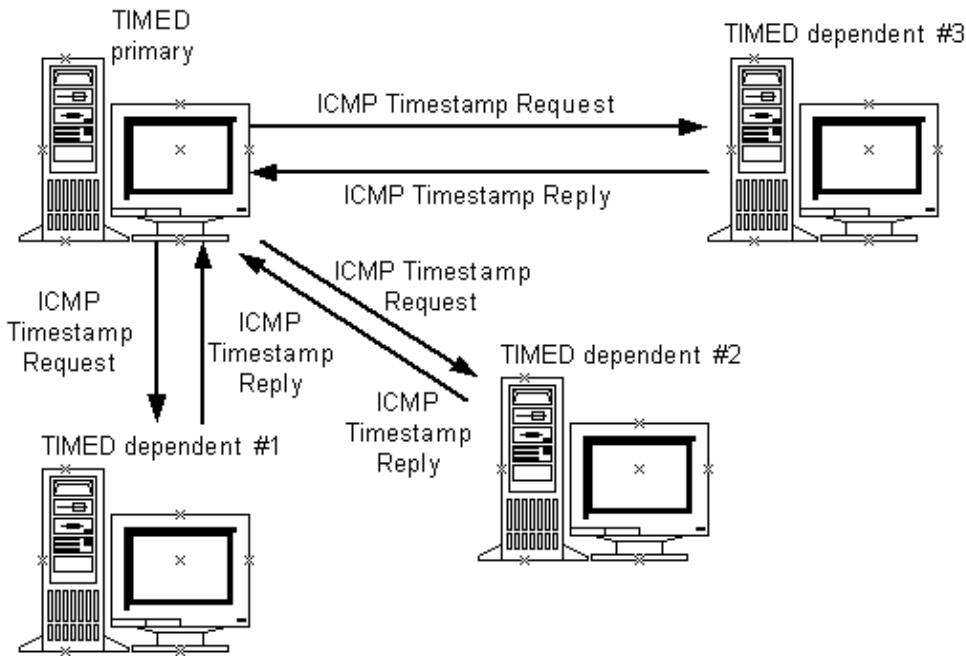 TIMED
primary
TIMED dependent #3
ICMP Timestamp Request
ICMP Timestamp Reply
ICMP
Timestamp
Request
ICMP
Timestamp
Reply
ICMP Timestamp
Request
TIMED dependent #2
ICMP
Timestamp
Reply
TIMED dependent #1